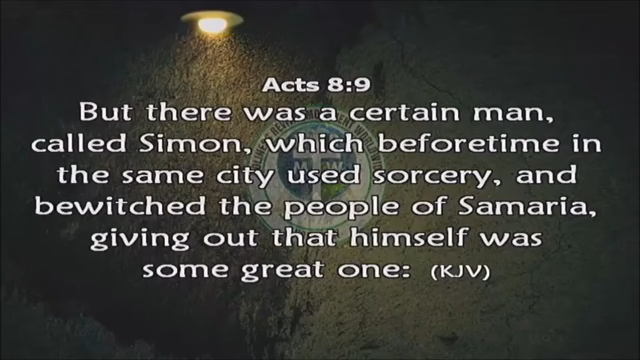 Acts 8:9
But there was a certain man,
called Simon, which beforetime in
the same city used sorcery, and
bewitched the people of Samaria,
giving out that himself was
some great one: (KJV)